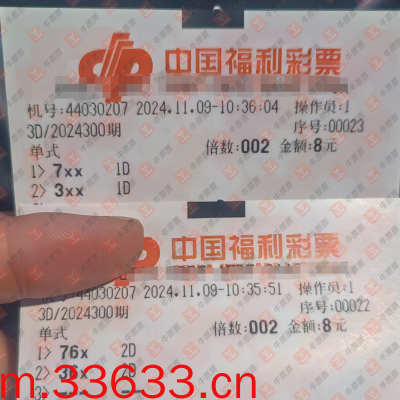 中国福利彩票
机号:44030207 2024.11.09-10:36:04 操作员:1
3D/2024300期 序号:00023
单式 倍数:002 金额:8元
1> 7xx 1D
2> 3xx 1D
中国福利彩票
44030207 2024.11.09-10:35:51 操作员:1
3D/2024300期 序号:00022
单式 倍数:002 金额:8元
1> 76x 2D
2> 36x 2D
m.33633.cn